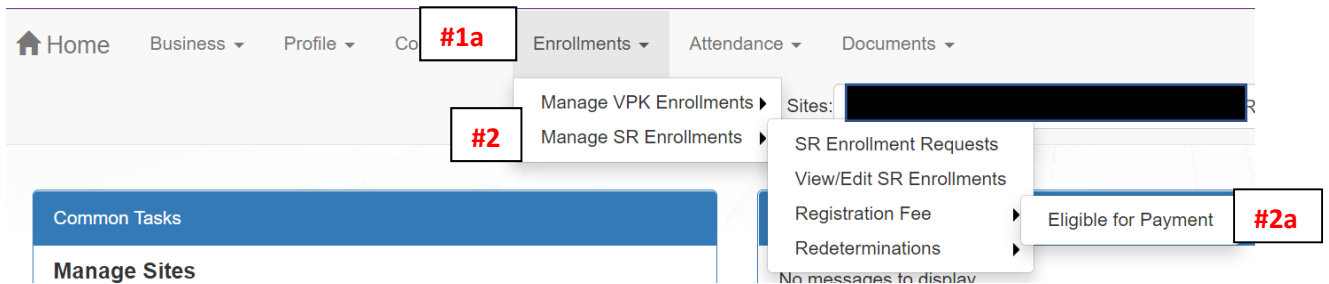 Home Business Profile Co #1a Enrollments Attendance Documents
Manage VPK Enrollments Sites: R
#2 Manage SR Enrollments
SR Enrollment Requests
View/Edit SR Enrollments
Common Tasks
Registration Fee Eligible for Payment #2a
Redeterminations
Manage Sites
No messages to display